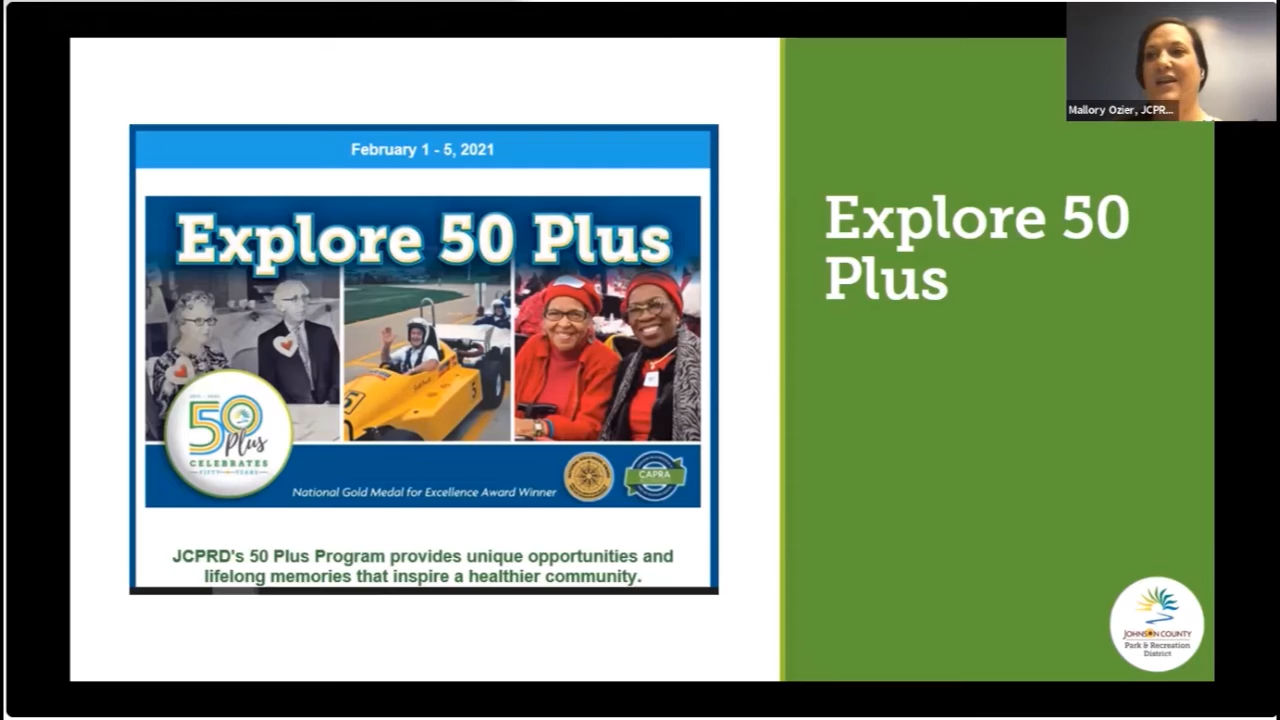 Mallory Ozier, JCPR...
February 1 - 5, 2021
Explore 50 Plus
50
Plus
CELEBRATES
FIFTY YEARS
National Gold Medal for Excellence Award Winner
CAPRA
JCPRD's 50 Plus Program provides unique opportunities and
lifelong memories that inspire a healthier community.
Explore 50
Plus
JOHNSON COUNTY
Park & Recreation
District